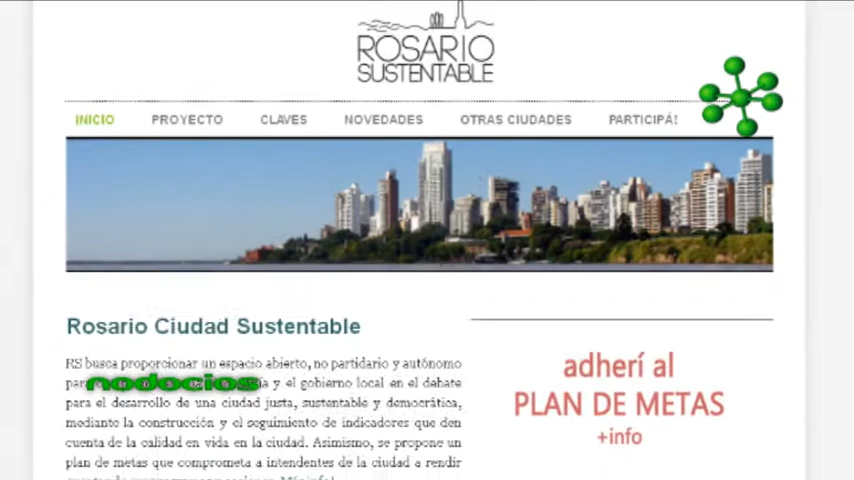 ROSARIO
SUSTENTABLE
INICIO PROYECTO CLAVES NOVEDADES OTRAS CIUDADES PARTICIPÁ!
Rosario Ciudad Sustentable
RS busca proporcionar un espacio abierto, no partidario y autónomo
para y el gobierno local en el debate
nodocios
para el desarrollo de una ciudad justa, sustentable y democrática,
mediante la construcción y el seguimiento de indicadores que den
cuenta de la calidad en vida en la ciudad. Asimismo, se propone un
plan de metas que comprometa a intendentes de la ciudad a rendir
adherí al
PLAN DE METAS
+info